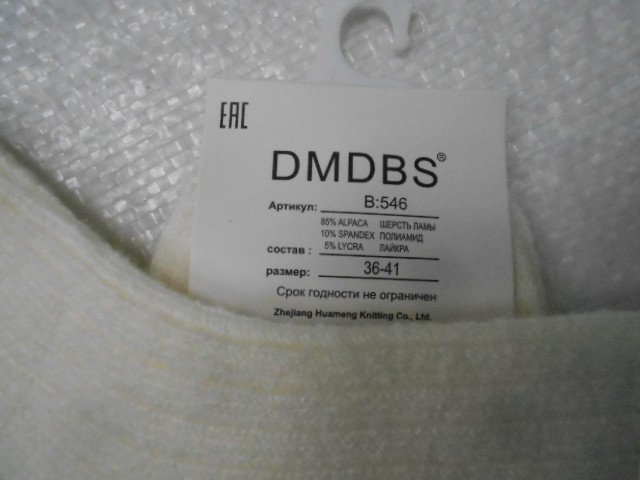 EAC
DMDBS®
Артикул: B:546
85% ALPACA ШЕРСТЬ ЛАМЫ
10% SPANDEX ПОЛИАМИД
состав : 5% LYCRA ЛАЙКРА
размер: 36-41
Срок годности не ограничен
Zhejiang Huameng Knitting Co., Ltd.